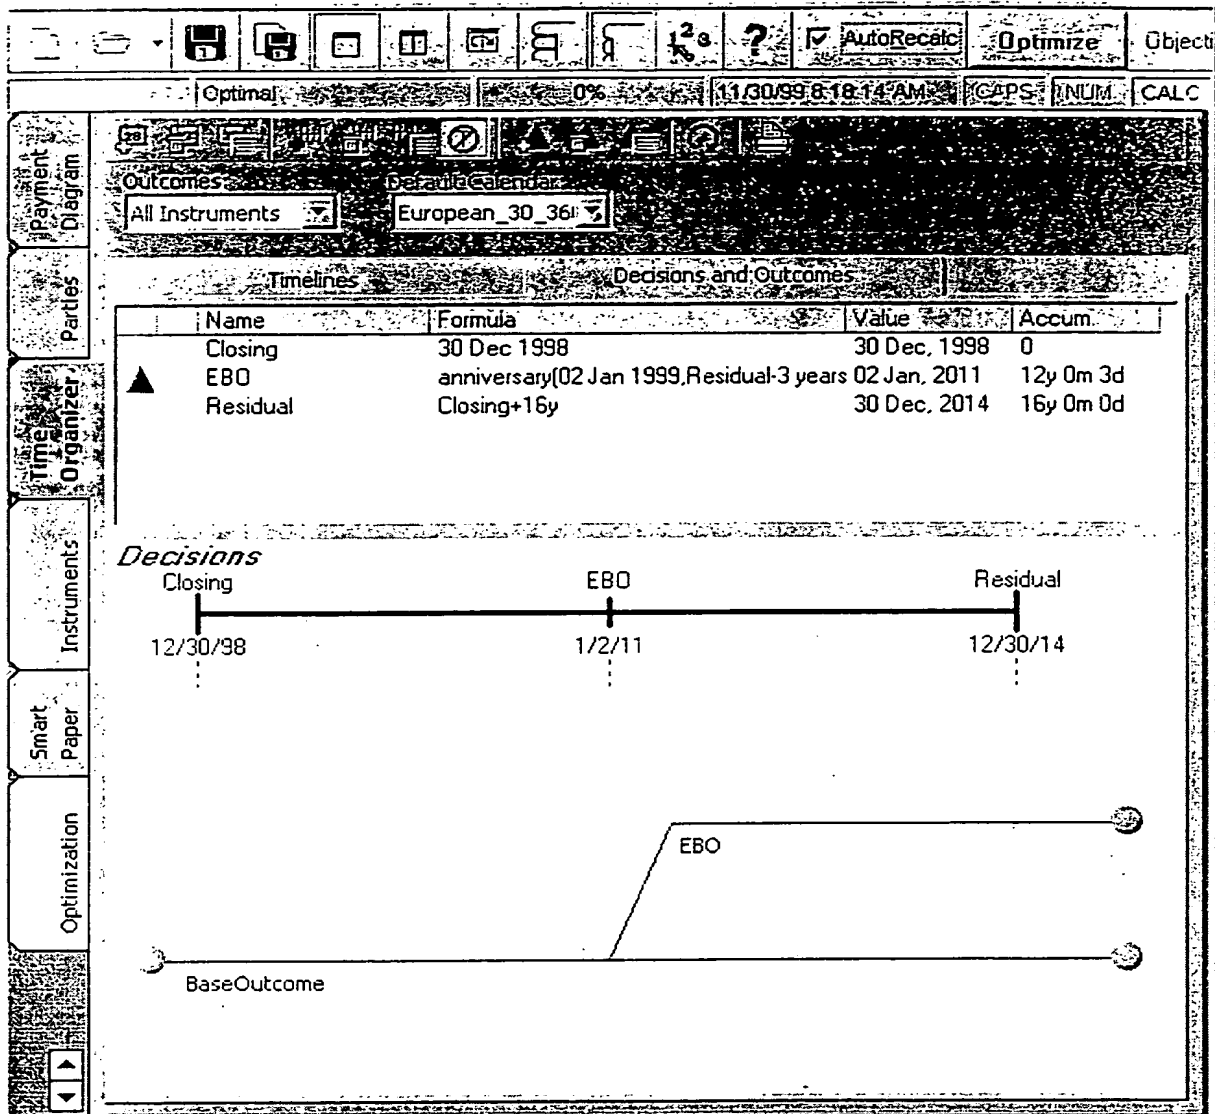 1 2 3 ? AutoRecalc Optimize Objecti
Optimal 0% 11/30/99 8:18:14 AM CAPS NUM CALC
Payment Diagram
Parties
Time Organizer
Instruments
Smart Paper
Optimization
Outcomes Default Calendar
All Instruments European_30_36
Timelines Decisions and Outcomes
Name Formula Value Accum.
Closing 30 Dec 1998 30 Dec, 1998 0
EBO anniversary(02 Jan 1999,Residual-3 years 02 Jan, 2011 12y 0m 3d
Residual Closing+16y 30 Dec, 2014 16y 0m 0d
Decisions
Closing EBO Residual
12/30/98 1/2/11 12/30/14
EBO
BaseOutcome